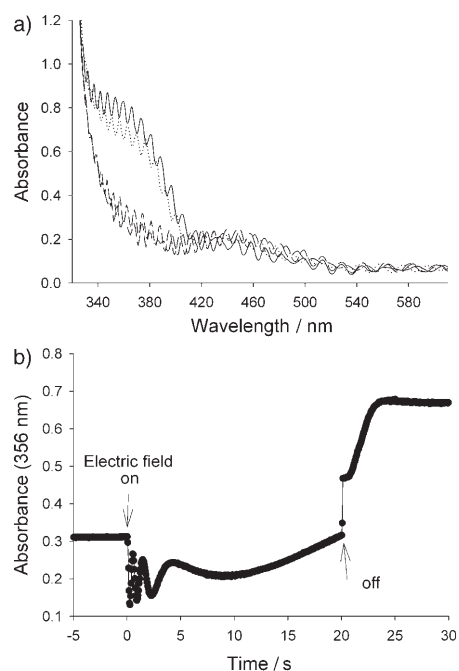 a)
1.2
1.0
0.8
0.6
0.4
0.2
0.0
Absorbance
340 380 420 460 500 540 580
Wavelength / nm
b)
0.8
0.7
0.6
0.5
0.4
0.3
0.2
0.1
Absorbance (356 nm)
Electric field
on
off
-5 0 5 10 15 20 25 30
Time / s